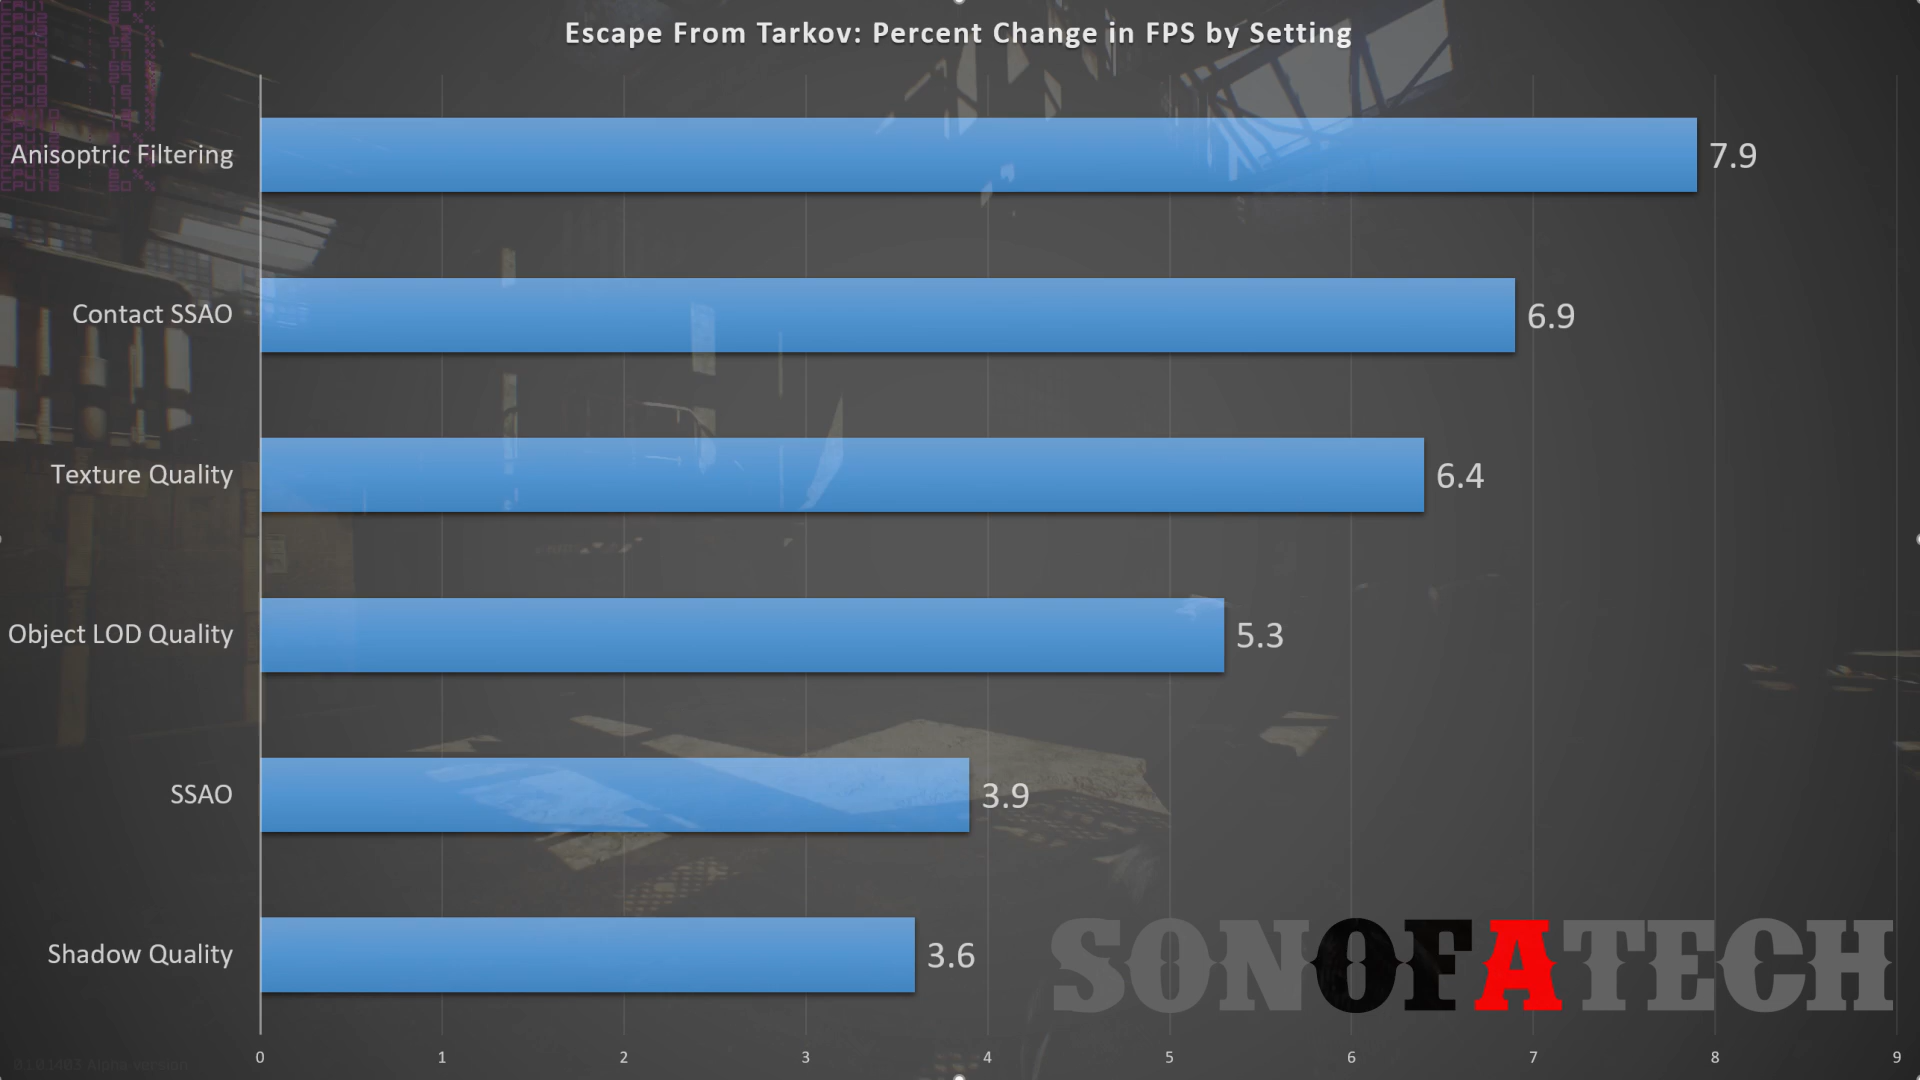 Escape From Tarkov: Percent Change in FPS by Setting
Anisoptric Filtering
7.9
Contact SSAO
6.9
Texture Quality
6.4
Object LOD Quality
5.3
SSAO
3.9
Shadow Quality
3.6
SONOFATECH
0 1 2 3 4 5 6 7 8 9
Alpha version